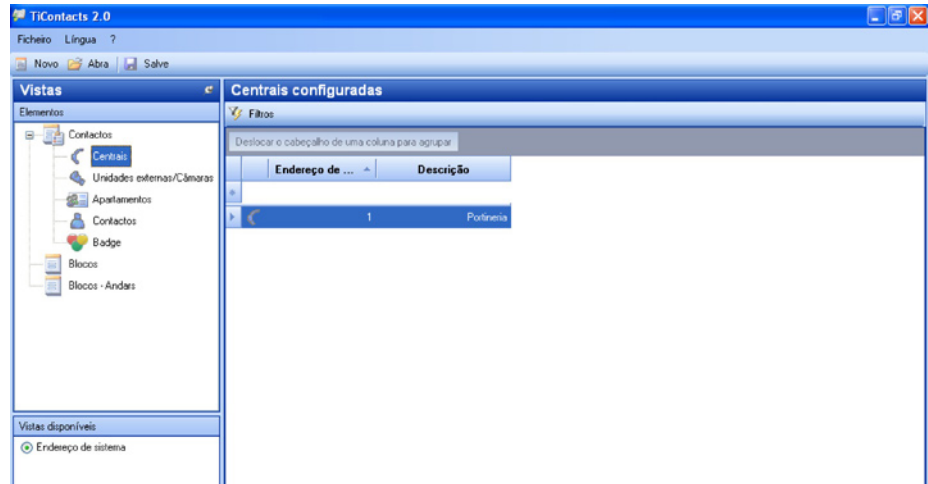 TiContacts 2.0
Ficheiro Língua ?
Novo Abra Salve
Vistas
Elementos
Contactos
Centrais
Unidades externas/Câmaras
Apartamentos
Contactos
Badge
Blocos
Blocos - Andars
Vistas disponíveis
Endereço de sistema
Centrais configuradas
Filtros
Deslocar o cabeçalho de uma coluna para agrupar
Endereço de ... Descrição
1 Portineria